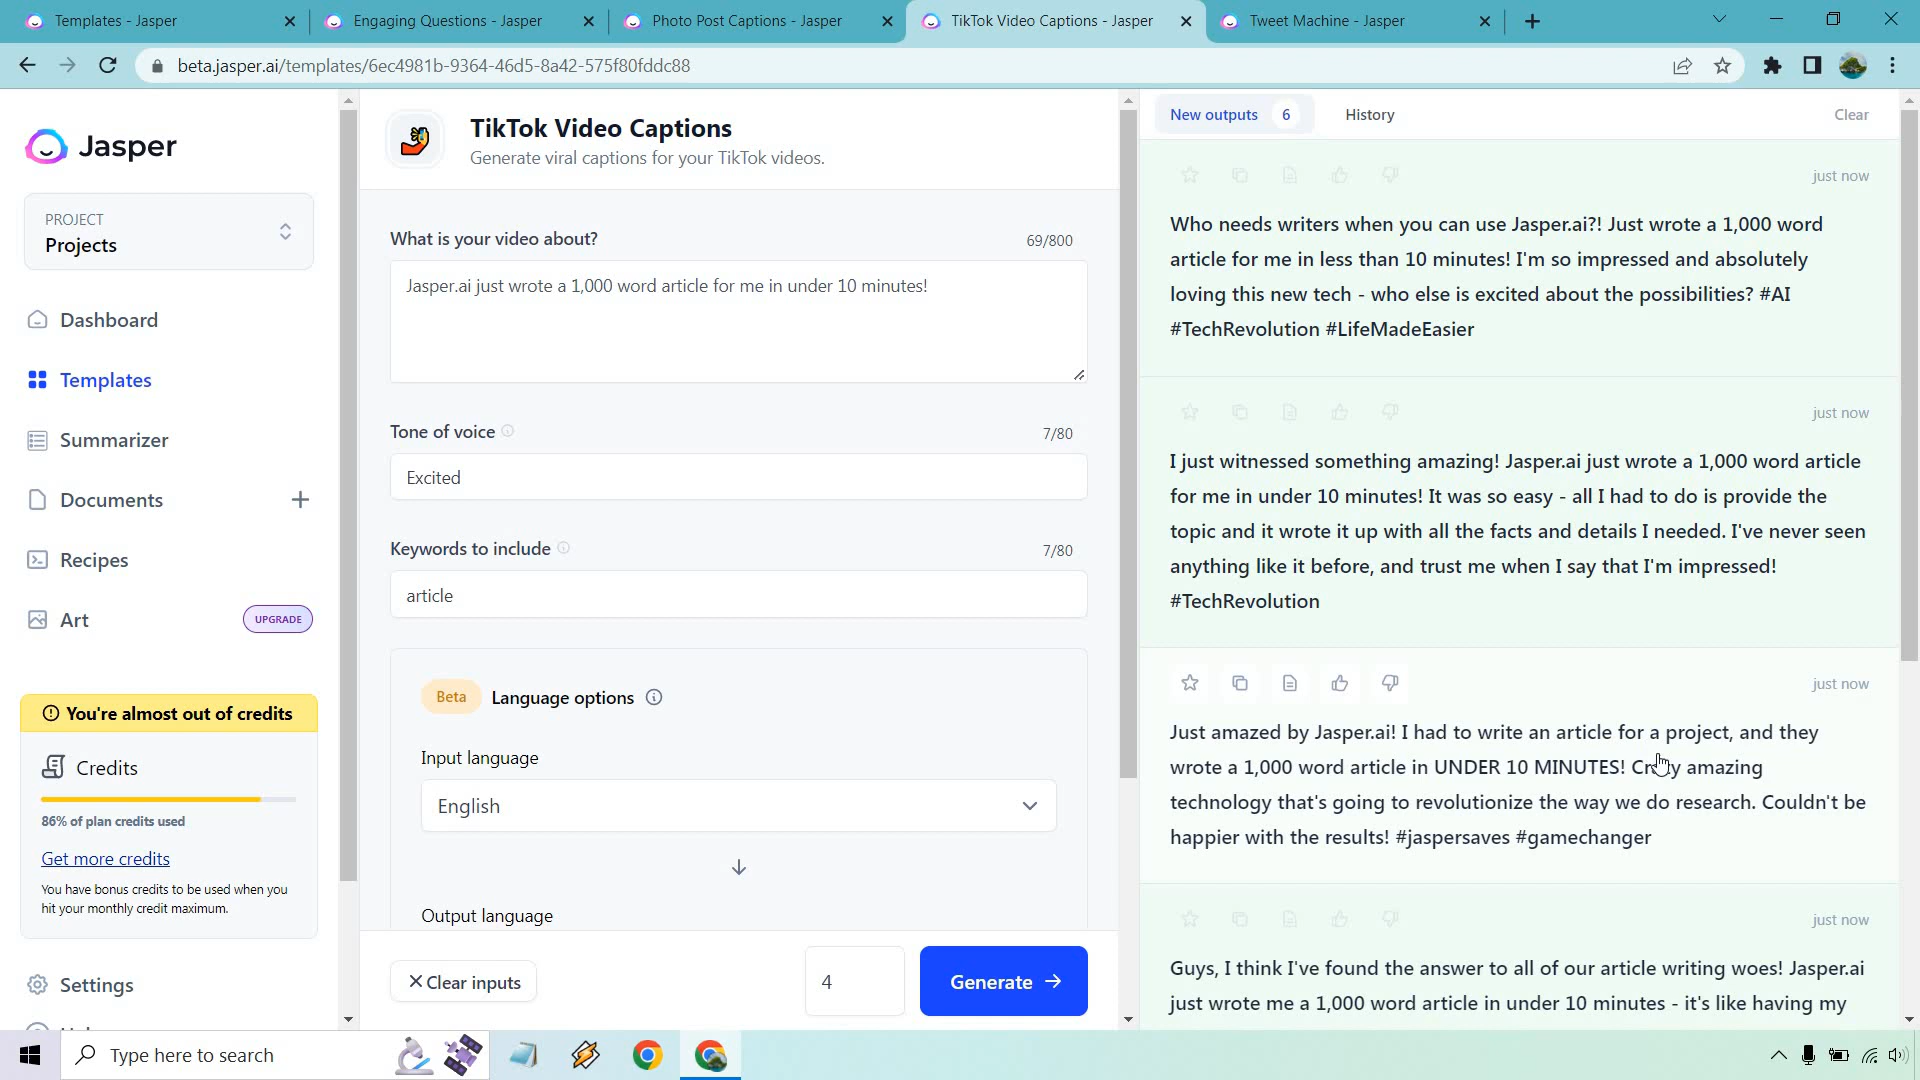 Templates - Jasper
Engaging Questions - Jasper
Photo Post Captions - Jasper
TikTok Video Captions - Jasper
Tweet Machine - Jasper
beta.jasper.ai/templates/6ec4981b-9364-46d5-8a42-575f80fddc88
Jasper
PROJECT
Projects
Dashboard
Templates
Summarizer
Documents
Recipes
Art
UPGRADE
You're almost out of credits
Credits
86% of plan credits used
Get more credits
You have bonus credits to be used when you
hit your monthly credit maximum.
Settings
TikTok Video Captions
Generate viral captions for your TikTok videos.
What is your video about?
69/800
Jasper.ai just wrote a 1,000 word article for me in under 10 minutes!
Tone of voice
7/80
Excited
Keywords to include
7/80
article
Beta
Language options
Input language
English
Output language
Clear inputs
4
Generate
New outputs 6
History
Clear
just now
Who needs writers when you can use Jasper.ai?! Just wrote a 1,000 word
article for me in less than 10 minutes! I'm so impressed and absolutely
loving this new tech - who else is excited about the possibilities? #AI
#TechRevolution #LifeMadeEasier
just now
I just witnessed something amazing! Jasper.ai just wrote a 1,000 word article
for me in under 10 minutes! It was so easy - all I had to do is provide the
topic and it wrote it up with all the facts and details I needed. I've never seen
anything like it before, and trust me when I say that I'm impressed!
#TechRevolution
just now
Just amazed by Jasper.ai! I had to write an article for a project, and they
wrote a 1,000 word article in UNDER 10 MINUTES! Crazy amazing
technology that's going to revolutionize the way we do research. Couldn't be
happier with the results! #jaspersaves #gamechanger
just now
Guys, I think I've found the answer to all of our article writing woes! Jasper.ai
just wrote me a 1,000 word article in under 10 minutes - it's like having my
Type here to search